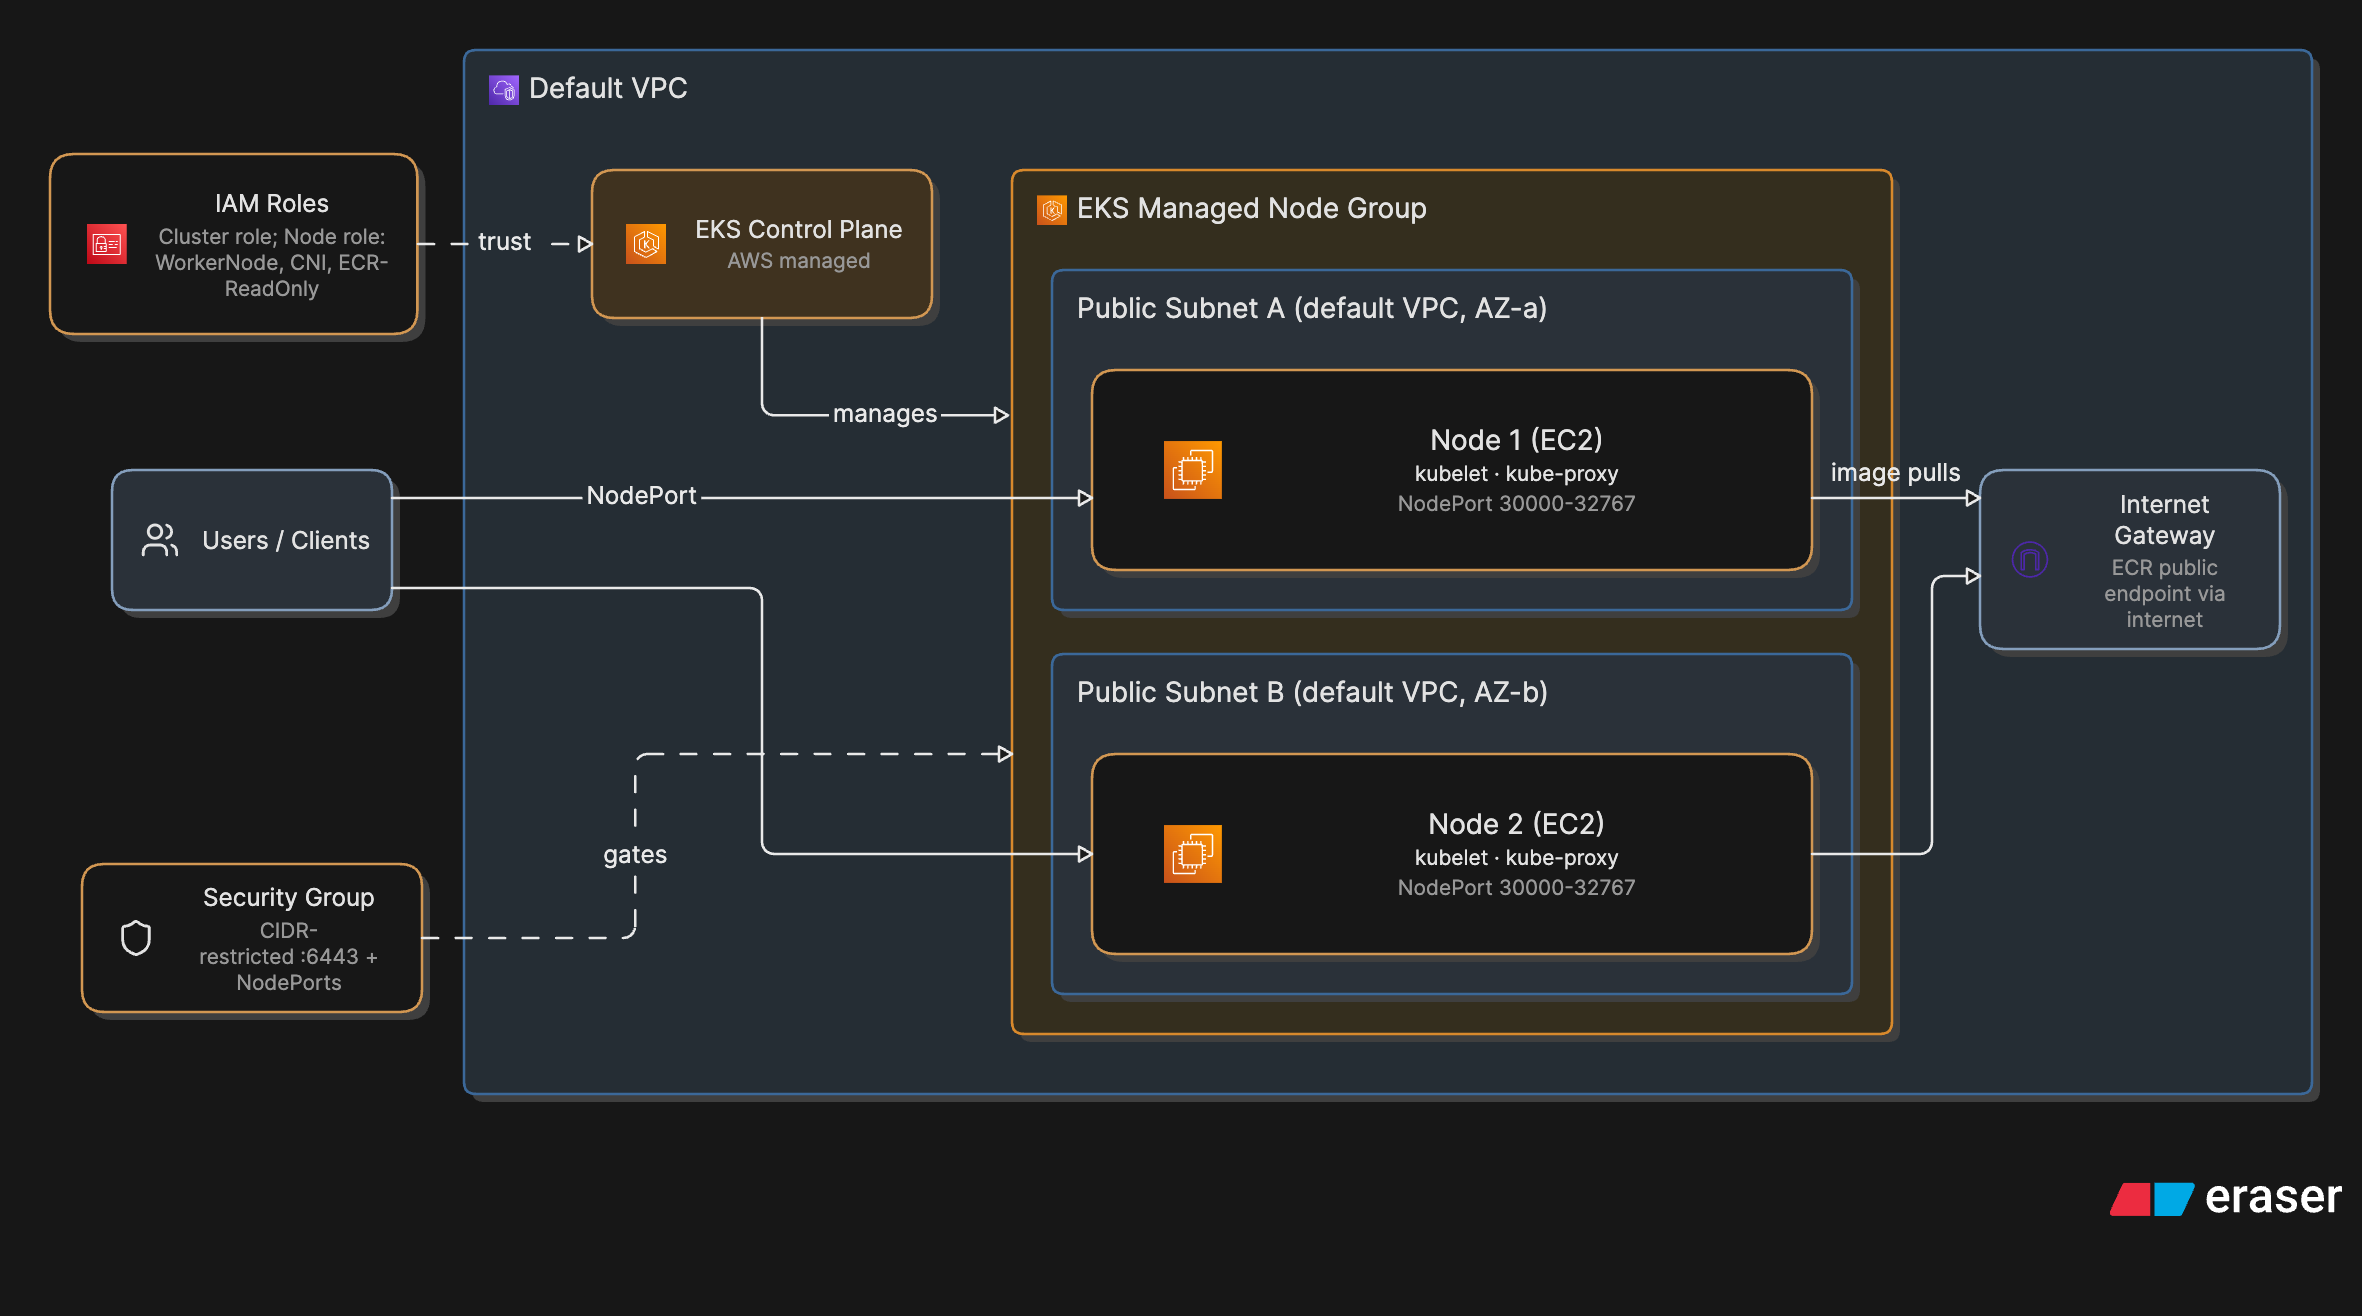 Default VPC
IAM Roles
Cluster role; Node role:
WorkerNode, CNI, ECR-
ReadOnly
trust
EKS Control Plane
AWS managed
manages
EKS Managed Node Group
Public Subnet A (default VPC, AZ-a)
Node 1 (EC2)
kubelet · kube-proxy
NodePort 30000-32767
Users / Clients
NodePort
image pulls
Internet
Gateway
ECR public
endpoint via
internet
Public Subnet B (default VPC, AZ-b)
Node 2 (EC2)
kubelet · kube-proxy
NodePort 30000-32767
gates
Security Group
CIDR-
restricted :6443 +
NodePorts
eraser